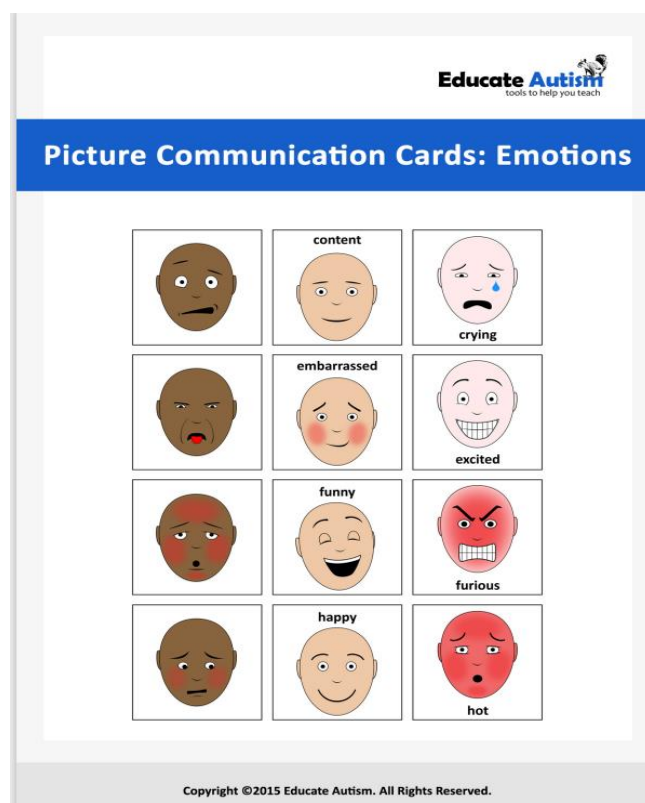 Educate Autism
tools to help you teach
Picture Communication Cards: Emotions
content
crying
embarrassed
excited
funny
furious
happy
hot
Copyright ©2015 Educate Autism. All Rights Reserved.